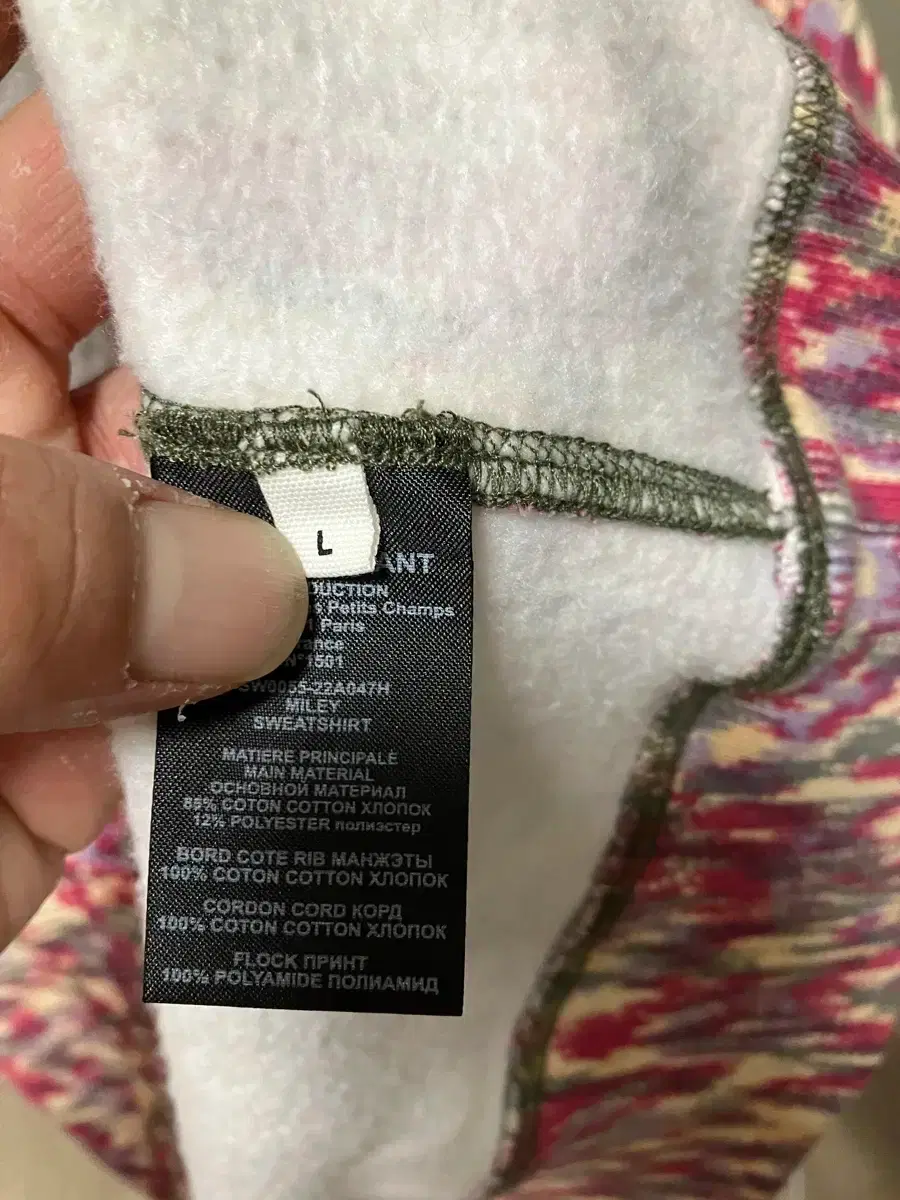 L
ANT
DUCTION
Petits Champs
Paris
ance
N°1501
SW0055-22A047H
MILEY
SWEATSHIRT
MATIERE PRINCIPALE
MAIN MATERIAL
ОСНОВНОЙ МАТЕРИАЛ
88% COTON COTTON ХЛОПОК
12% POLYESTER полиэстер
BORD COTE RIB МАНЖЭТЫ
100% COTON COTTON ХЛОПОК
CORDON CORD КОРД
100% COTON COTTON ХЛОПОК
FLOCK ПРИНТ
100% POLYAMIDE ПОЛИАМИД